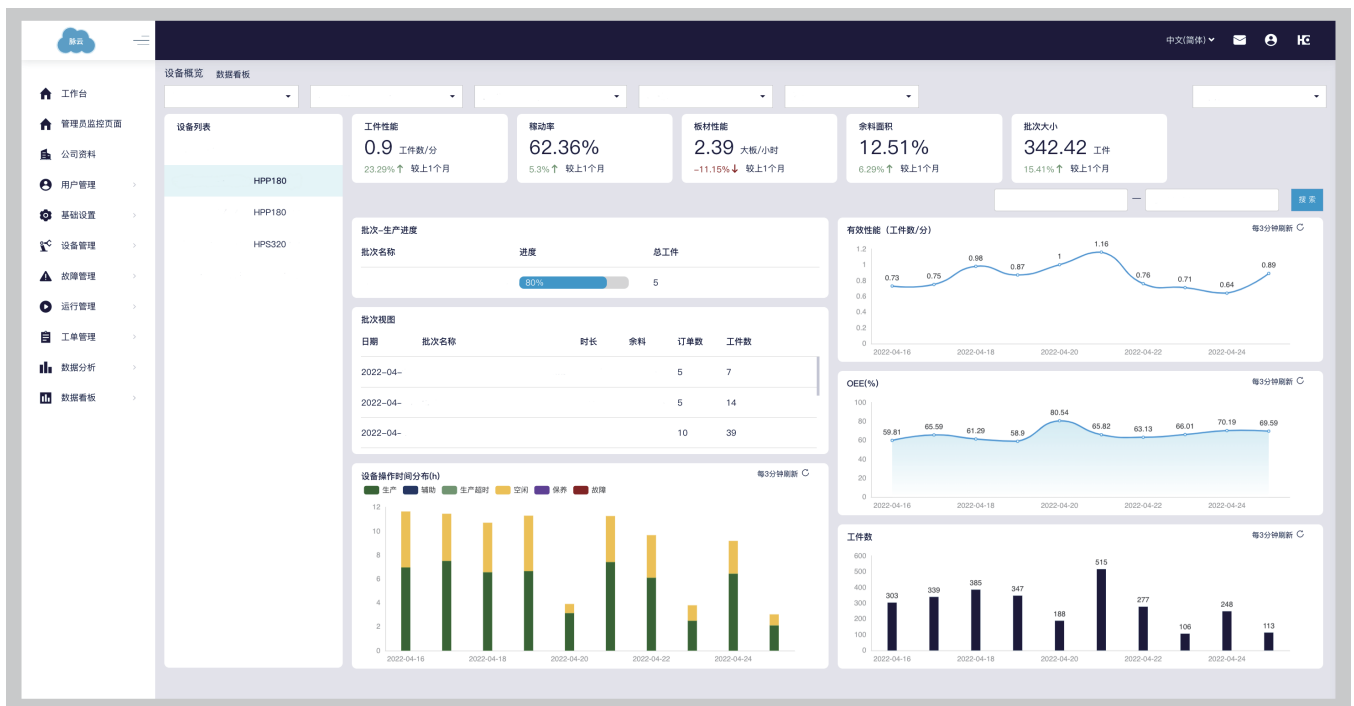 脉云
中文(简体)
HC
设备概览 数据看板
工作台
管理员监控页面
公司资料
用户管理
基础设置
设备管理
故障管理
运行管理
工单管理
数据分析
数据看板
设备列表
HPP180
HPP180
HPS320
工件性能
0.9 工件数/分
23.29%↑ 较上1个月
稼动率
62.36%
5.3%↑ 较上1个月
板材性能
2.39 大板/小时
-11.15%↓ 较上1个月
余料面积
12.51%
6.29%↑ 较上1个月
批次大小
342.42 工件
15.41%↑ 较上1个月
— 搜索
批次-生产进度
批次名称 进度 总工件
80% 5
批次视图
日期 批次名称 时长 余料 订单数 工件数
2022-04- 5 7
2022-04- 5 14
2022-04- 10 39
设备操作时间分布(h) 每3分钟刷新
生产 辅助 生产超时 空闲 保养 故障
12
10
8
6
4
2
0
2022-04-16 2022-04-18 2022-04-20 2022-04-22 2022-04-24
有效性能（工件数/分） 每3分钟刷新
1.2
1
0.8
0.6
0.4
0.2
0
0.73 0.75 0.98 0.87 1 1.16 0.76 0.71 0.64 0.89
2022-04-16 2022-04-18 2022-04-20 2022-04-22 2022-04-24
OEE(%) 每3分钟刷新
100
80
60
40
20
0
59.81 65.59 61.29 58.9 80.54 65.82 63.13 66.01 70.19 69.59
2022-04-16 2022-04-18 2022-04-20 2022-04-22 2022-04-24
工件数 每3分钟刷新
600
500
400
300
200
100
0
303 339 385 347 188 515 277 106 248 113
2022-04-16 2022-04-18 2022-04-20 2022-04-22 2022-04-24